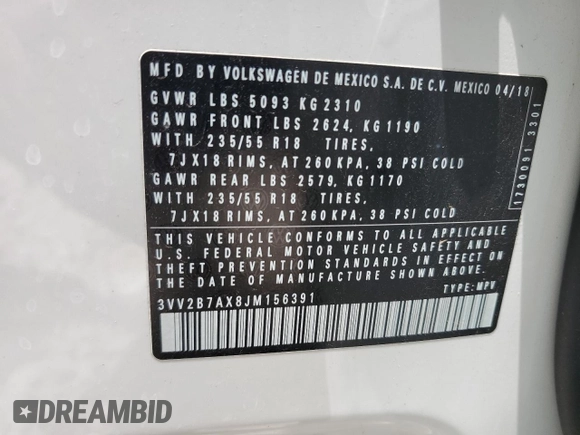 MFD BY VOLKSWAGEN DE MEXICO S.A. DE C.V. MEXICO 04/18
GVWR LBS 5093 KG 2310
GAWR FRONT LBS 2624, KG 1190
WITH 235/55 R18 TIRES,
7JX18 RIMS, AT 260 KPA, 38 PSI COLD
GAWR REAR LBS 2579, KG 1170
WITH 235/55 R18 TIRES,
7JX18 RIMS, AT 260 KPA, 38 PSI COLD
THIS VEHICLE CONFORMS TO ALL APPLICABLE
U.S. FEDERAL MOTOR VEHICLE SAFETY AND
THEFT PREVENTION STANDARDS IN EFFECT ON
THE DATE OF MANUFACTURE SHOWN ABOVE.
3VV2B7AX8JM156391 TYPE: MPV
1730091 3301
DREAMBID